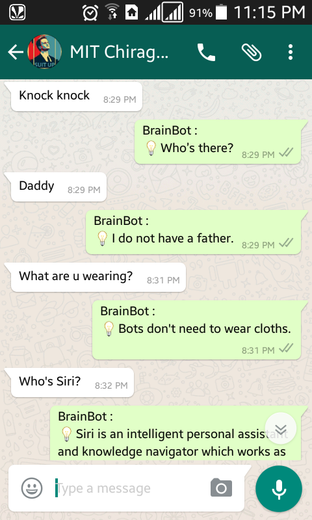 91% 11:15 PM
MIT Chirag...
Knock knock 8:29 PM
BrainBot :
Who's there? 8:29 PM
Daddy 8:29 PM
BrainBot :
I do not have a father. 8:29 PM
What are u wearing? 8:31 PM
BrainBot :
Bots don't need to wear cloths.
8:31 PM
Who's Siri? 8:32 PM
BrainBot :
Siri is an intelligent personal assistant
and knowledge navigator which works as
Type a message